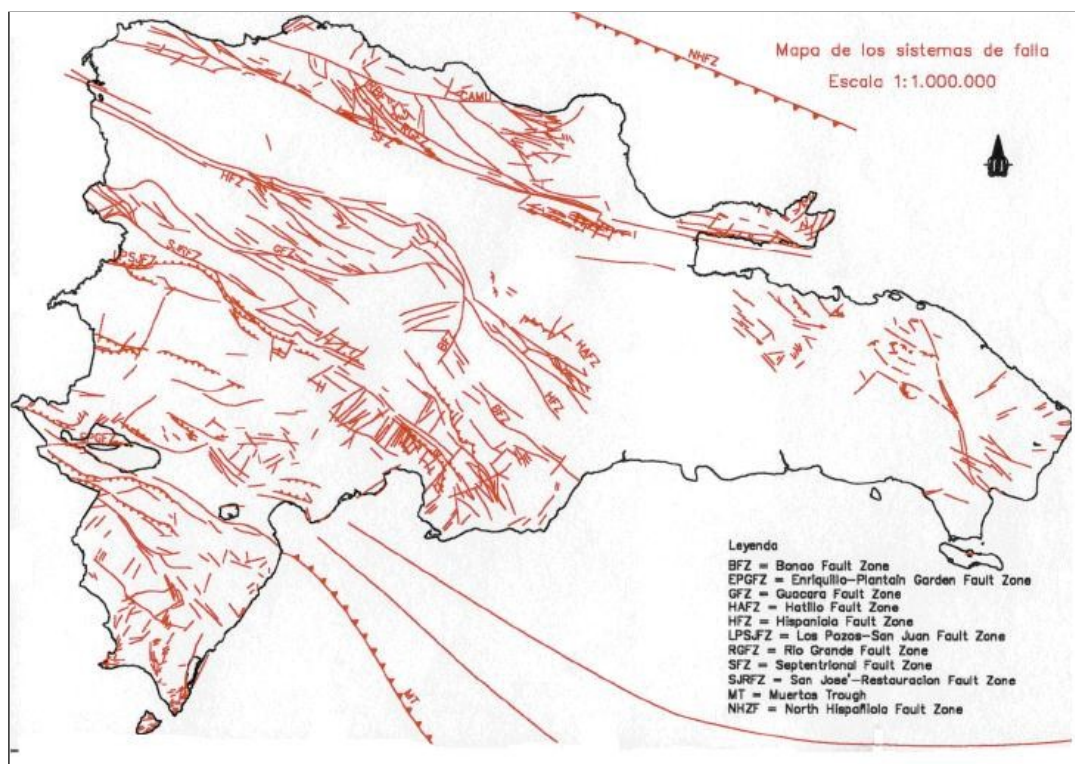 NHFZ
Mapa de los sistemas de falla
Escala 1:1.000.000
CAMU
RGFZ
SFZ
HFZ
GFZ
SJRFZ
LPSJFZ
BFZ
HAFZ
HFZ
BFZ
EPGFZ
MT
Leyenda
BFZ = Bonao Fault Zone
EPGFZ = Enriquillo-Plantain Garden Fault Zone
GFZ = Guacara Fault Zone
HAFZ = Hatillo Fault Zone
HFZ = Hispaniola Fault Zone
LPSJFZ = Los Pozos-San Juan Fault Zone
RGFZ = Rio Grande Fault Zone
SFZ = Septentrional Fault Zone
SJRFZ = San José-Restauracion Fault Zone
MT = Muertos Trough
NHZF = North Hispañiola Fault Zone